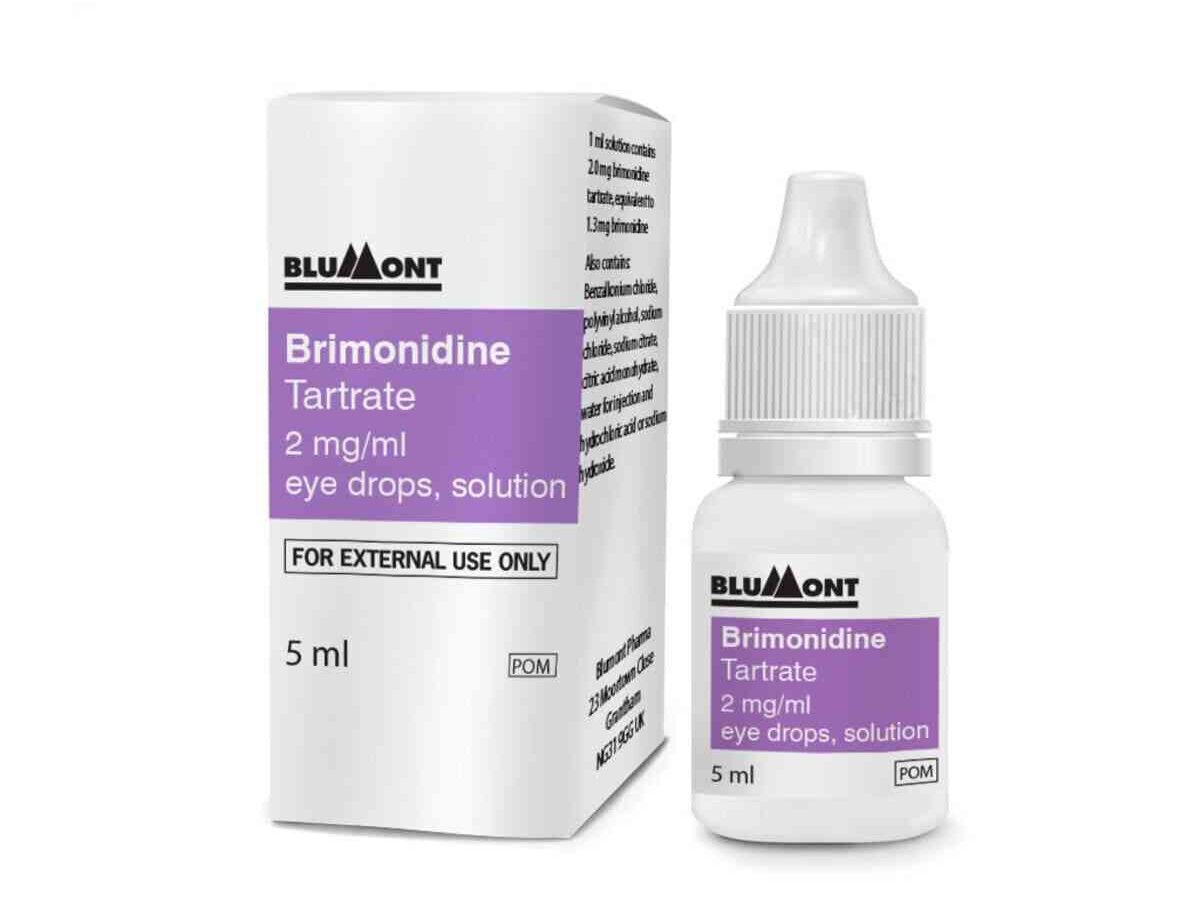 BLUMONT
Brimonidine
Tartrate
2 mg/ml
eye drops, solution
FOR EXTERNAL USE ONLY
5 ml
POM
1 ml solution contains
2.0 mg brimonidine
tartrate, equivalent to
1.3 mg brimonidine
Also contains:
Benzalkonium chloride,
polyvinyl alcohol, sodium
chloride, sodium citrate,
citric acid monohydrate,
water for injection and
hydrochloric acid or sodium
hydroxide.
Blumont Pharma
23 Moortown Close
Grantham
NG31 9GG UK
BLUMONT
Brimonidine
Tartrate
2 mg/ml
eye drops, solution
5 ml
POM